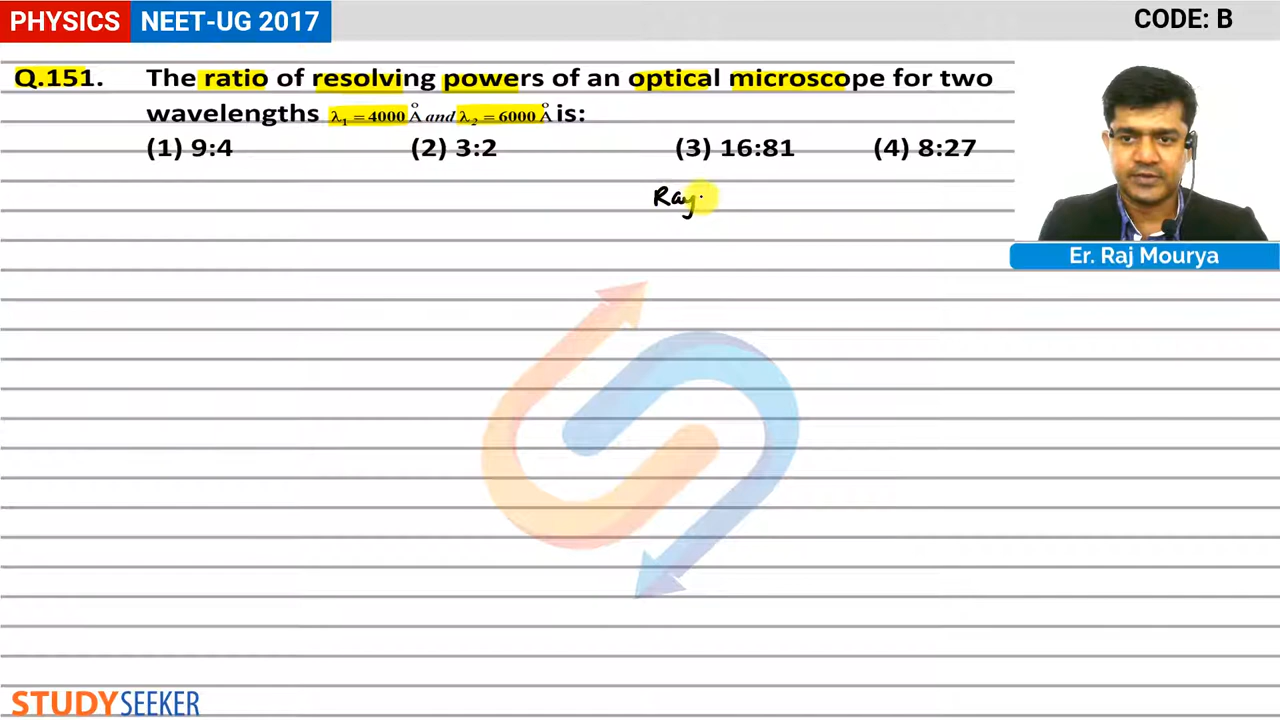 PHYSICS NEET-UG 2017 CODE: B
Q.151. The ratio of resolving powers of an optical microscope for two
wavelengths λ₁ = 4000 Å and λ₂ = 6000 Å is:
(1) 9:4 (2) 3:2 (3) 16:81 (4) 8:27
Ray
Er. Raj Mourya
STUDYSEEKER